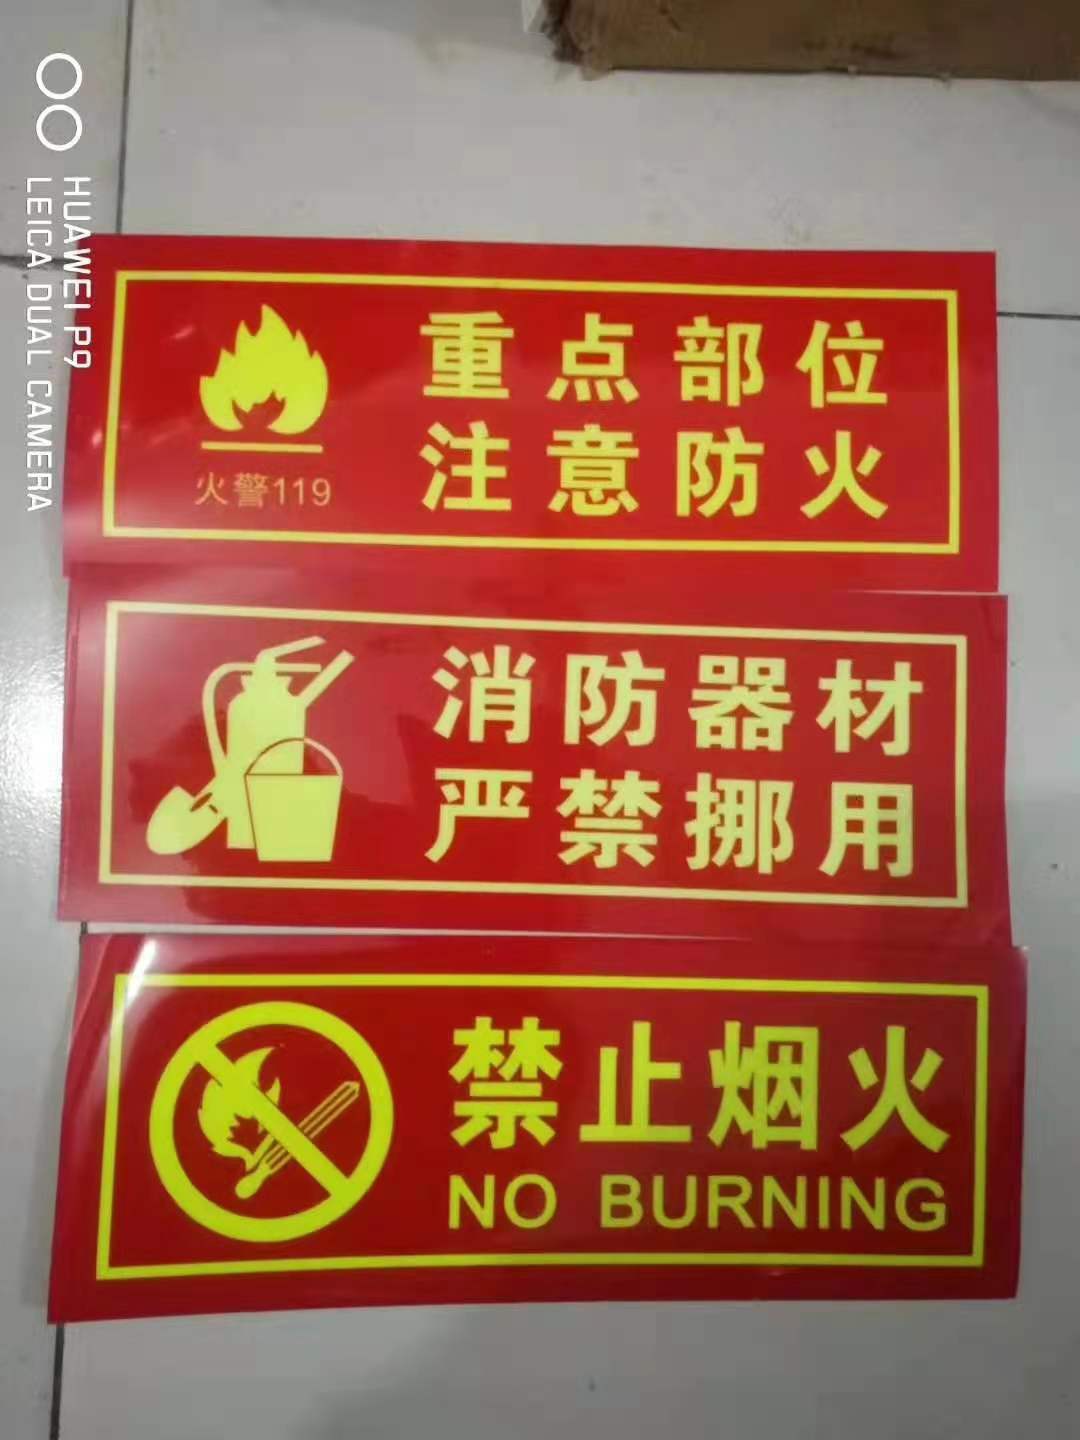 HUAWEI P9
LEICA DUAL CAMERA
重点部位
注意防火
火警119
消防器材
严禁挪用
禁止烟火
NO BURNING